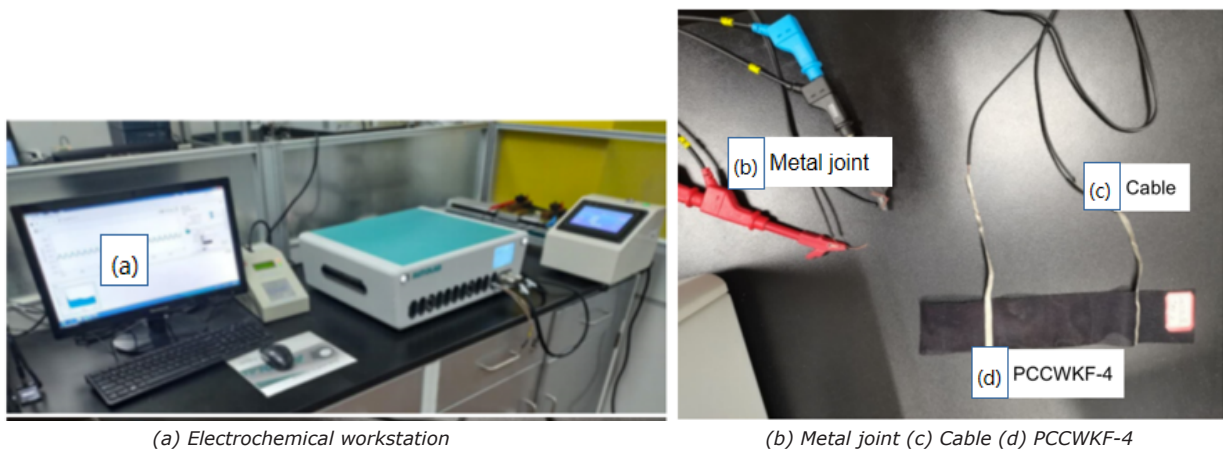 (a)
(b) Metal joint
(c) Cable
(d) PCCWKF-4
(a) Electrochemical workstation
(b) Metal joint (c) Cable (d) PCCWKF-4